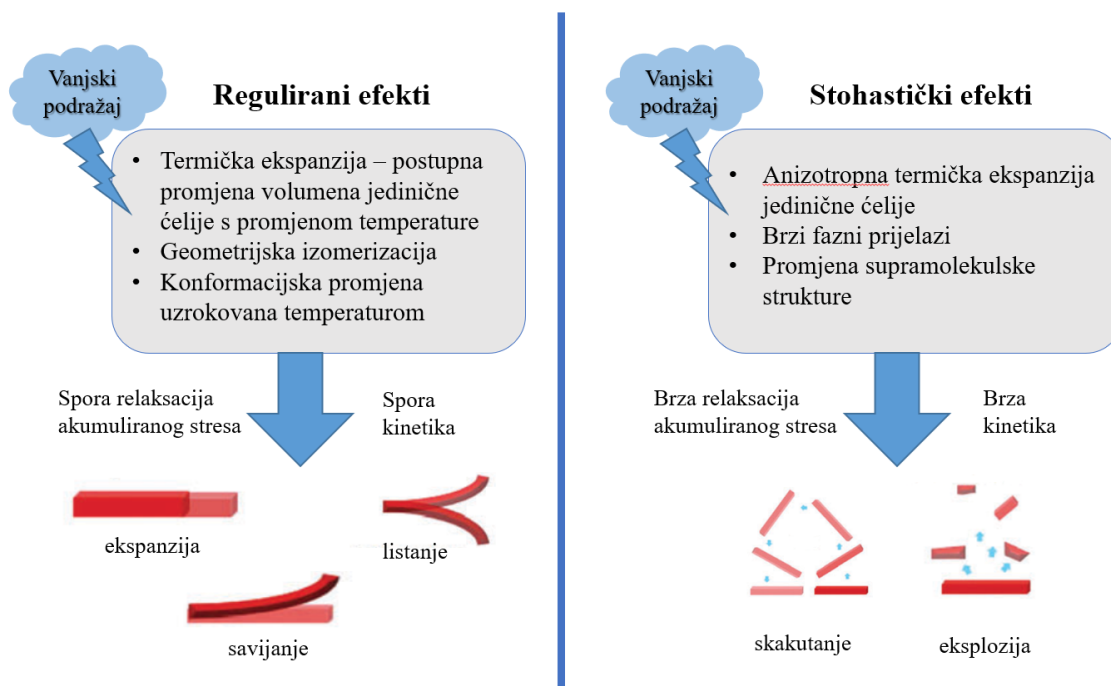 Vanjski
podražaj
Regulirani efekti
• Termička ekspanzija – postupna
promjena volumena jedinične
ćelije s promjenom temperature
• Geometrijska izomerizacija
• Konformacijska promjena
uzrokovana temperaturom
Spora relaksacija
akumuliranog stresa
Spora
kinetika
ekspanzija
listanje
savijanje
Vanjski
podražaj
Stohastički efekti
• Anizotropna termička ekspanzija
jedinične ćelije
• Brzi fazni prijelazi
• Promjena supramolekulske
strukture
Brza relaksacija
akumuliranog stresa
Brza
kinetika
skakutanje
eksplozija